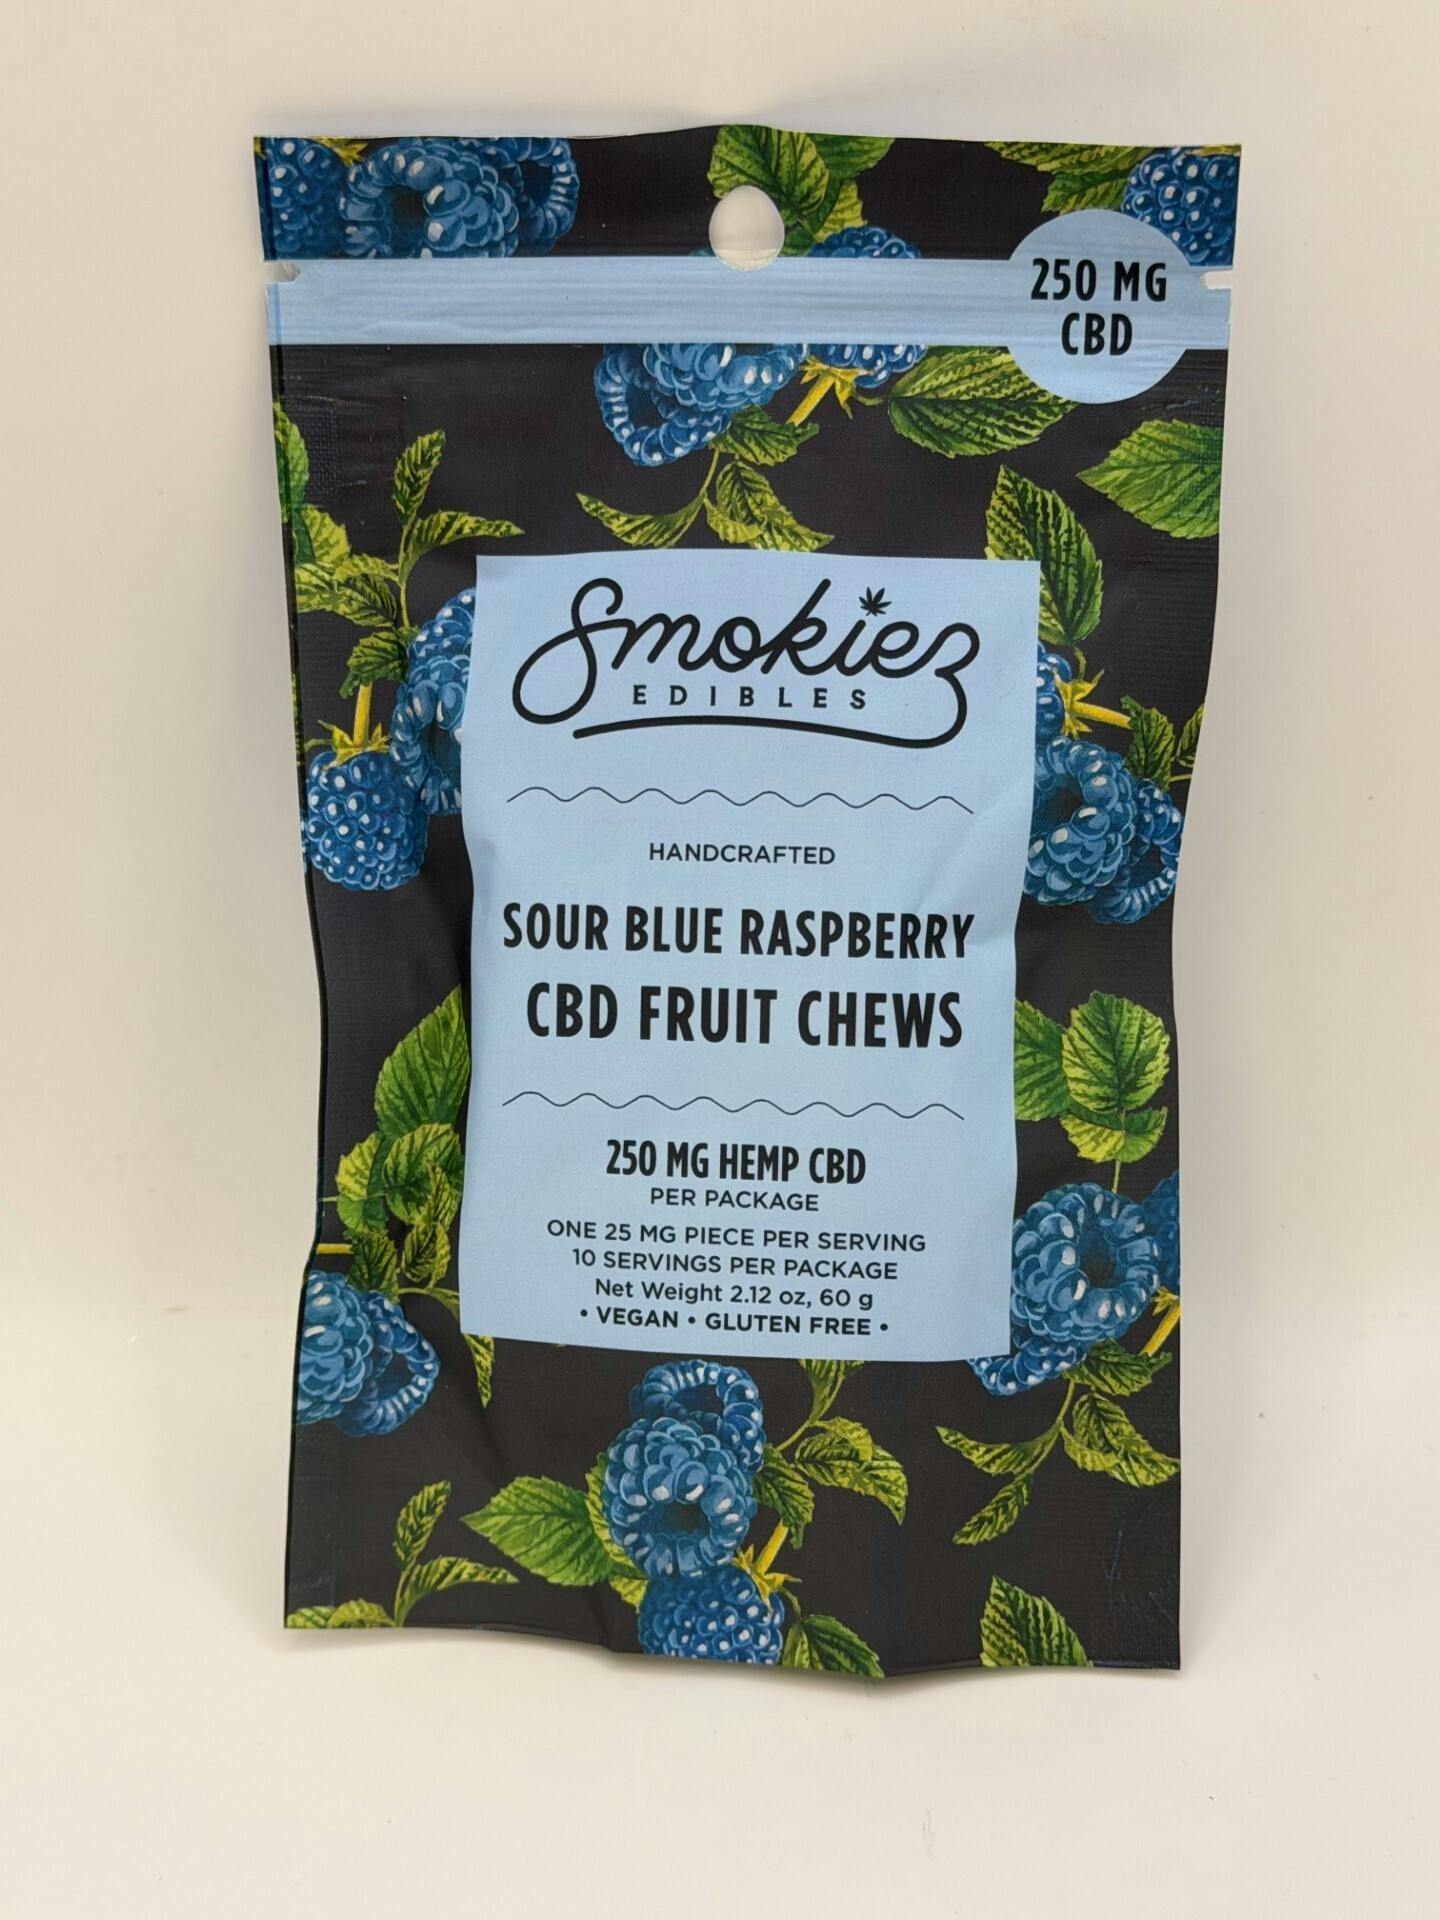 250 MG
CBD
Smokiez
EDIBLES
HANDCRAFTED
SOUR BLUE RASPBERRY
CBD FRUIT CHEWS
250 MG HEMP CBD
PER PACKAGE
ONE 25 MG PIECE PER SERVING
10 SERVINGS PER PACKAGE
Net Weight 2.12 oz, 60 g
• VEGAN • GLUTEN FREE •